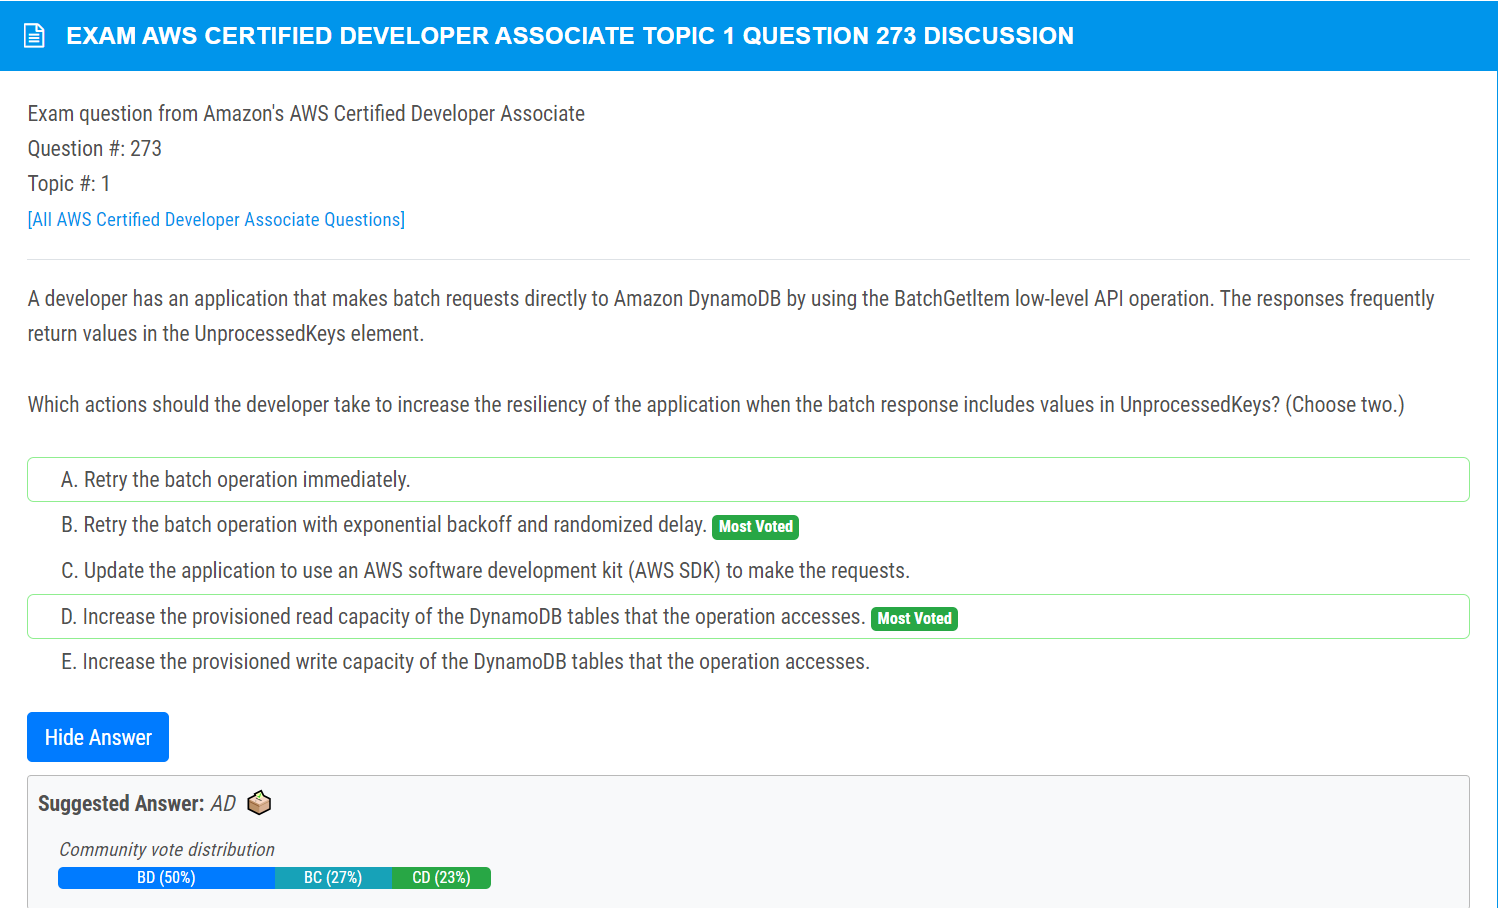 EXAM AWS CERTIFIED DEVELOPER ASSOCIATE TOPIC 1 QUESTION 273 DISCUSSION
Exam question from Amazon's AWS Certified Developer Associate
Question #: 273
Topic #: 1
[All AWS Certified Developer Associate Questions]
A developer has an application that makes batch requests directly to Amazon DynamoDB by using the BatchGetItem low-level API operation. The responses frequently
return values in the UnprocessedKeys element.
Which actions should the developer take to increase the resiliency of the application when the batch response includes values in UnprocessedKeys? (Choose two.)
A. Retry the batch operation immediately.
B. Retry the batch operation with exponential backoff and randomized delay. Most Voted
C. Update the application to use an AWS software development kit (AWS SDK) to make the requests.
D. Increase the provisioned read capacity of the DynamoDB tables that the operation accesses. Most Voted
E. Increase the provisioned write capacity of the DynamoDB tables that the operation accesses.
Hide Answer
Suggested Answer: AD
Community vote distribution
BD (50%) BC (27%) CD (23%)